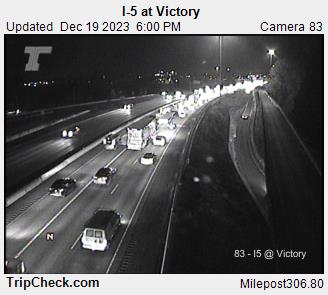 I-5 at Victory
Updated Dec 19 2023 6:00 PM Camera 83
T
N
83 - I5 @ Victory
TripCheck.com Milepost306.80